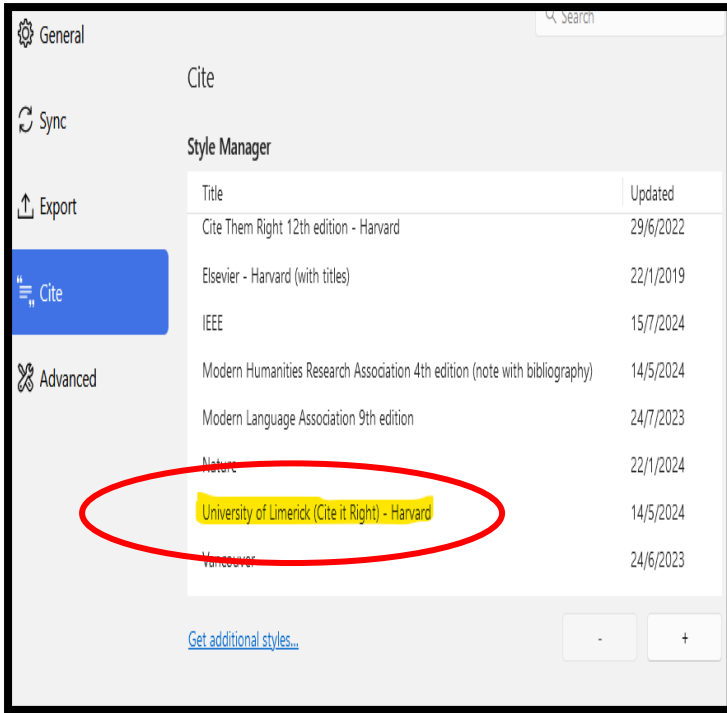 General
Sync
Export
Cite
Advanced
Search
Cite
Style Manager
Title Updated
Cite Them Right 12th edition - Harvard 29/6/2022
Elsevier - Harvard (with titles) 22/1/2019
IEEE 15/7/2024
Modern Humanities Research Association 4th edition (note with bibliography) 14/5/2024
Modern Language Association 9th edition 24/7/2023
Nature 22/1/2024
University of Limerick (Cite it Right) - Harvard 14/5/2024
Vancouver 24/6/2023
Get additional styles... - +